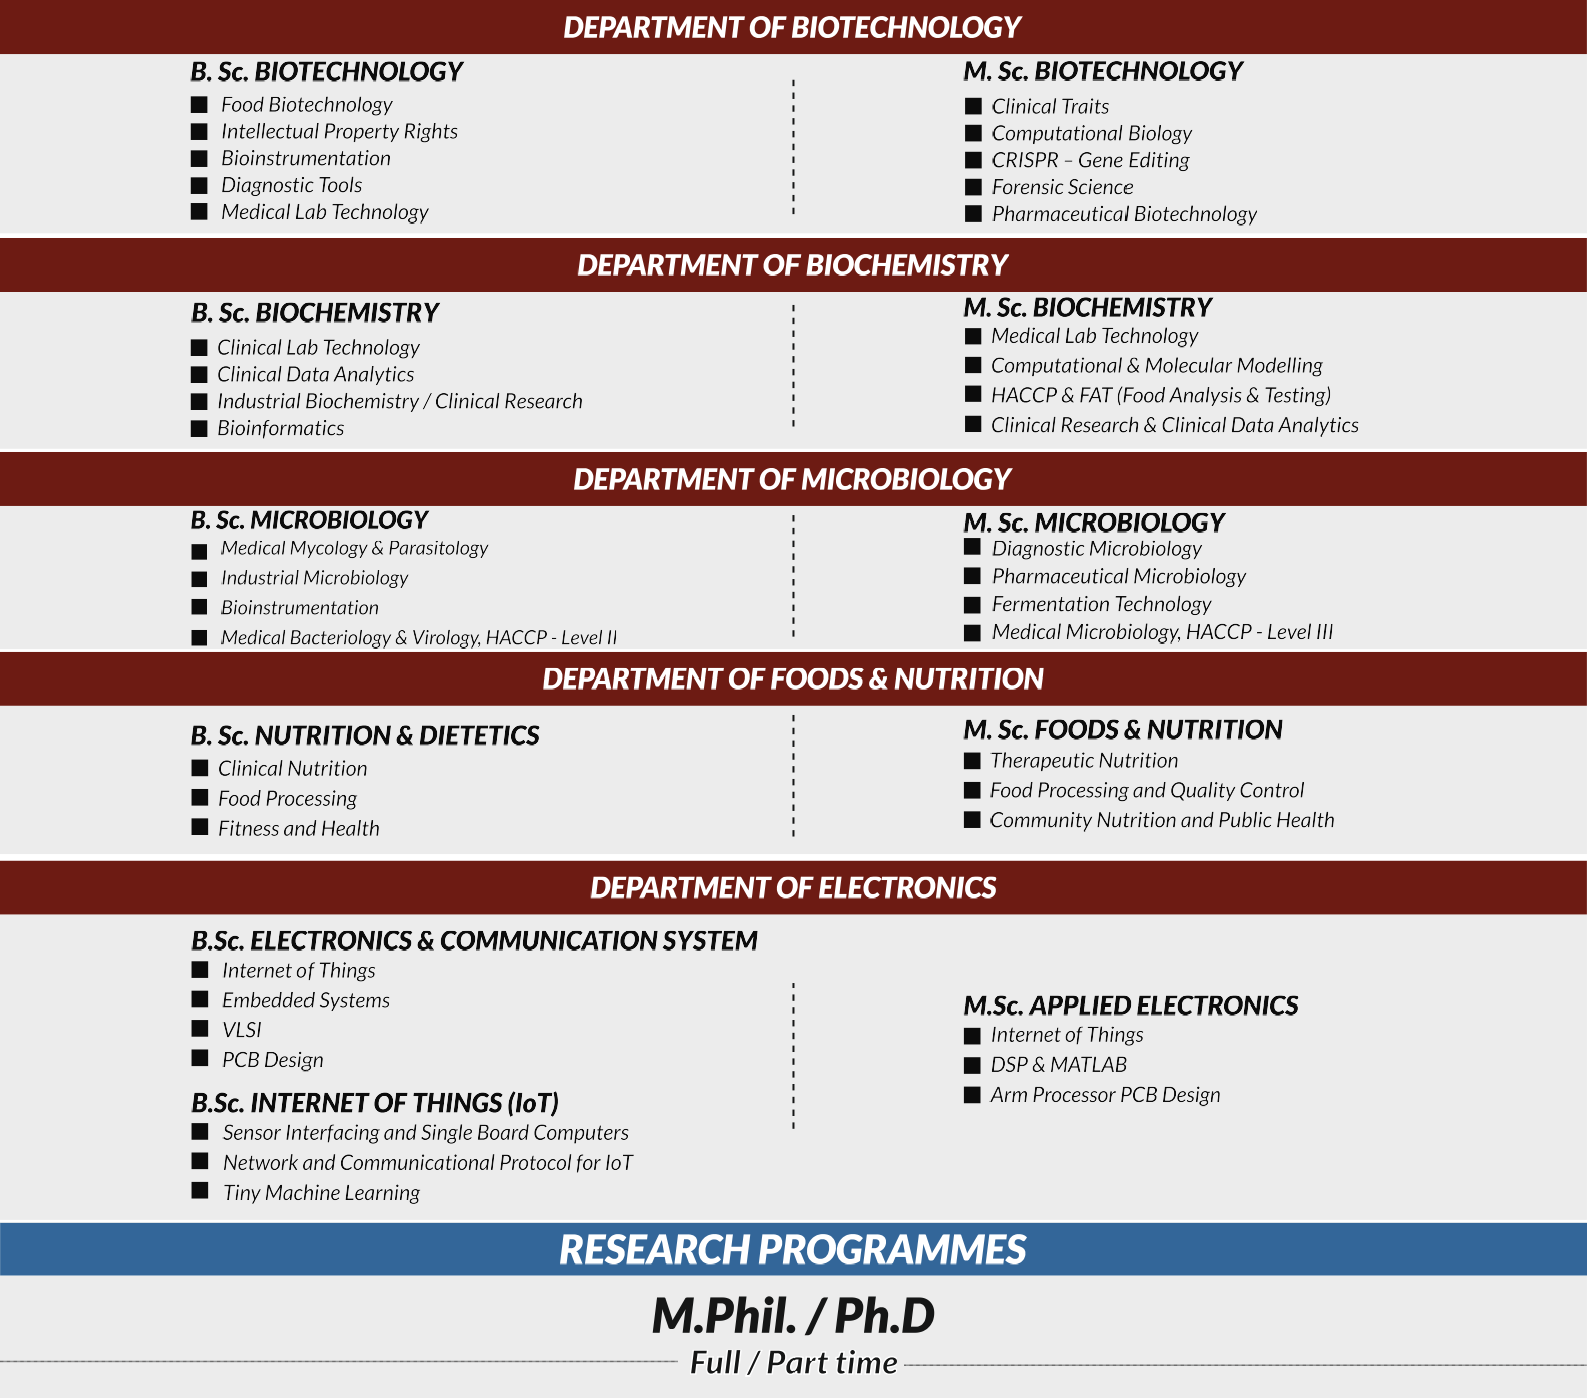 DEPARTMENT OF BIOTECHNOLOGY
B. Sc. BIOTECHNOLOGY
Food Biotechnology
Intellectual Property Rights
Bioinstrumentation
Diagnostic Tools
Medical Lab Technology
M. Sc. BIOTECHNOLOGY
Clinical Traits
Computational Biology
CRISPR – Gene Editing
Forensic Science
Pharmaceutical Biotechnology
DEPARTMENT OF BIOCHEMISTRY
B. Sc. BIOCHEMISTRY
Clinical Lab Technology
Clinical Data Analytics
Industrial Biochemistry / Clinical Research
Bioinformatics
M. Sc. BIOCHEMISTRY
Medical Lab Technology
Computational & Molecular Modelling
HACCP & FAT (Food Analysis & Testing)
Clinical Research & Clinical Data Analytics
DEPARTMENT OF MICROBIOLOGY
B. Sc. MICROBIOLOGY
Medical Mycology & Parasitology
Industrial Microbiology
Bioinstrumentation
Medical Bacteriology & Virology, HACCP - Level II
M. Sc. MICROBIOLOGY
Diagnostic Microbiology
Pharmaceutical Microbiology
Fermentation Technology
Medical Microbiology, HACCP - Level III
DEPARTMENT OF FOODS & NUTRITION
B. Sc. NUTRITION & DIETETICS
Clinical Nutrition
Food Processing
Fitness and Health
M. Sc. FOODS & NUTRITION
Therapeutic Nutrition
Food Processing and Quality Control
Community Nutrition and Public Health
DEPARTMENT OF ELECTRONICS
B.Sc. ELECTRONICS & COMMUNICATION SYSTEM
Internet of Things
Embedded Systems
VLSI
PCB Design
B.Sc. INTERNET OF THINGS (IoT)
Sensor Interfacing and Single Board Computers
Network and Communicational Protocol for IoT
Tiny Machine Learning
M.Sc. APPLIED ELECTRONICS
Internet of Things
DSP & MATLAB
Arm Processor PCB Design
RESEARCH PROGRAMMES
M.Phil. / Ph.D
Full / Part time